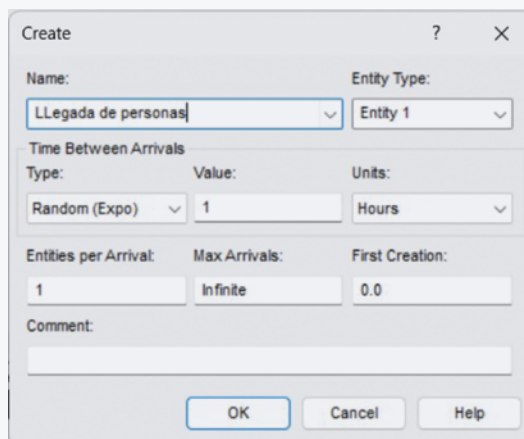 Create ?
Name: Entity Type:
LLegada de personas Entity 1
Time Between Arrivals
Type: Value: Units:
Random (Expo) 1 Hours
Entities per Arrival: Max Arrivals: First Creation:
1 Infinite 0.0
Comment:
OK Cancel Help